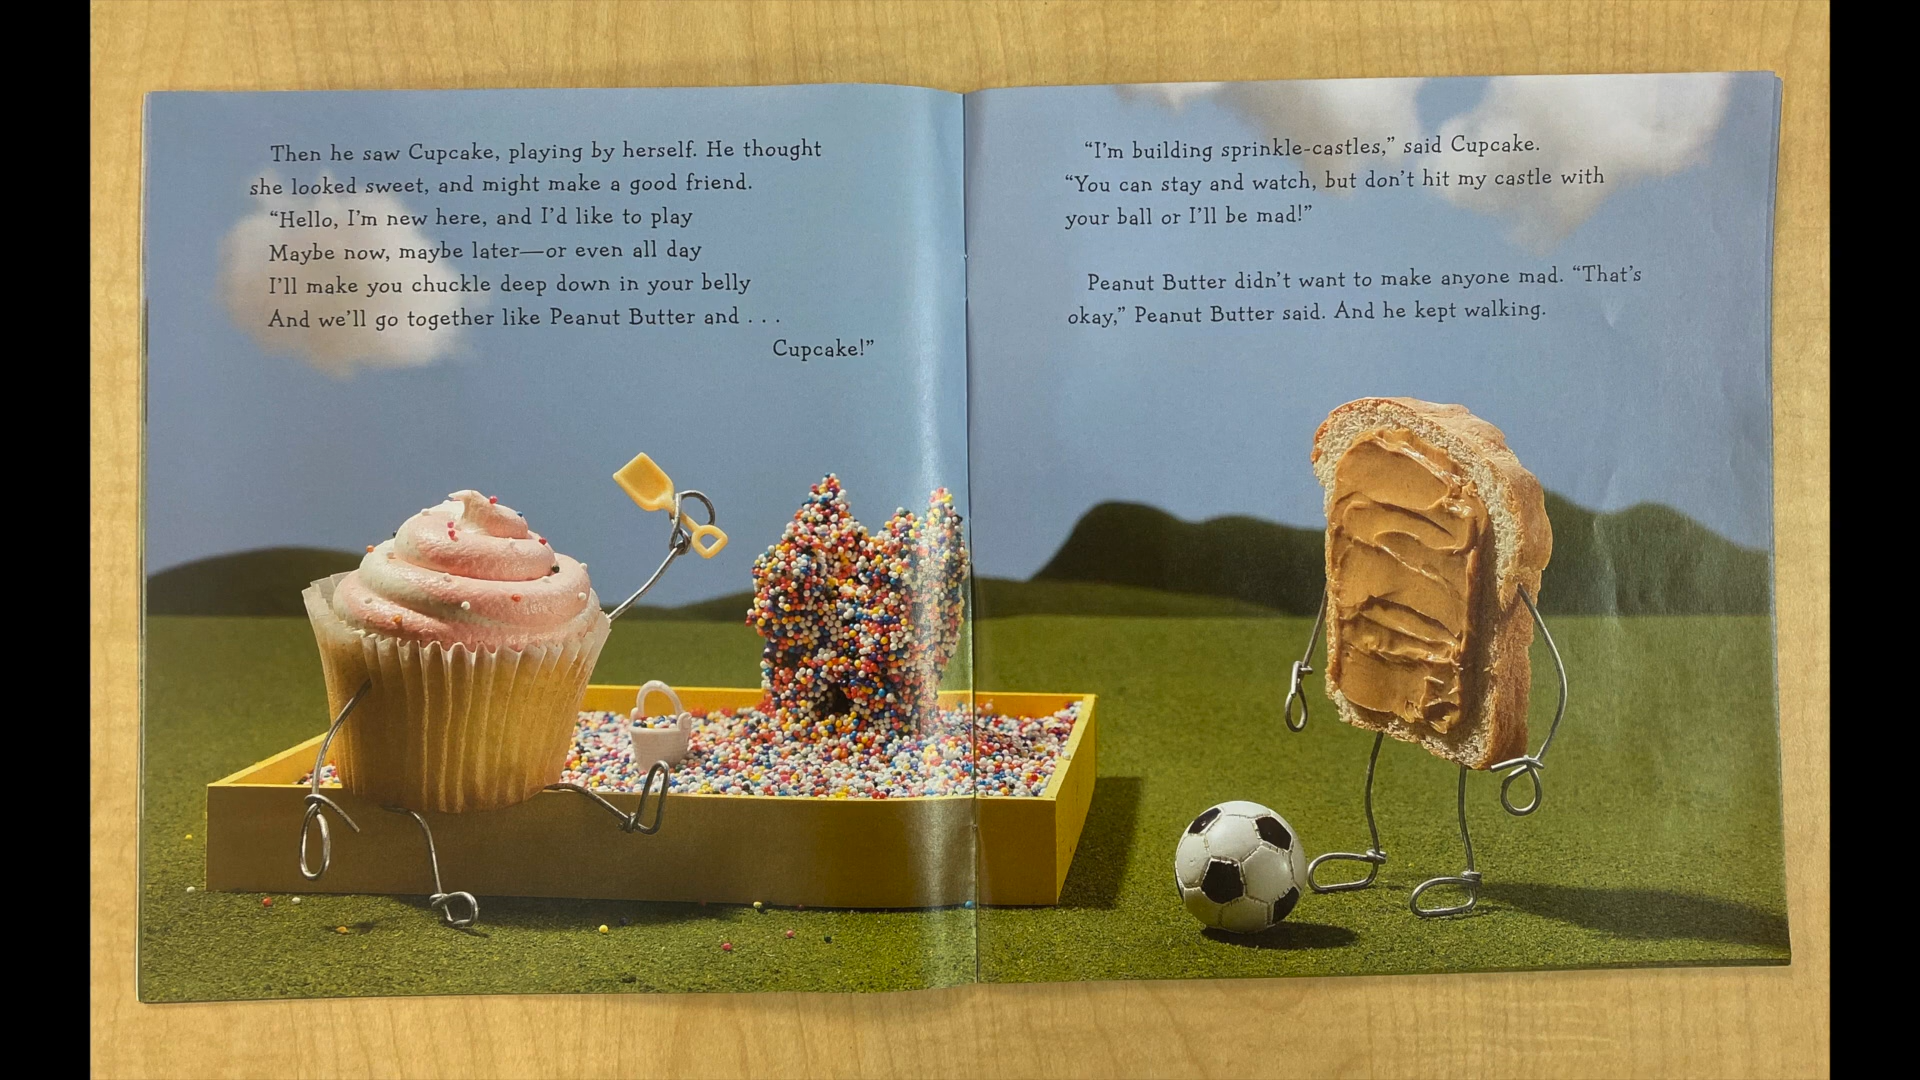 Then he saw Cupcake, playing by herself. He thought
she looked sweet, and might make a good friend.
“Hello, I’m new here, and I’d like to play
Maybe now, maybe later—or even all day
I’ll make you chuckle deep down in your belly
And we’ll go together like Peanut Butter and . . .
Cupcake!”
“I’m building sprinkle-castles,” said Cupcake.
“You can stay and watch, but don’t hit my castle with
your ball or I’ll be mad!”
Peanut Butter didn’t want to make anyone mad. “That’s
okay,” Peanut Butter said. And he kept walking.